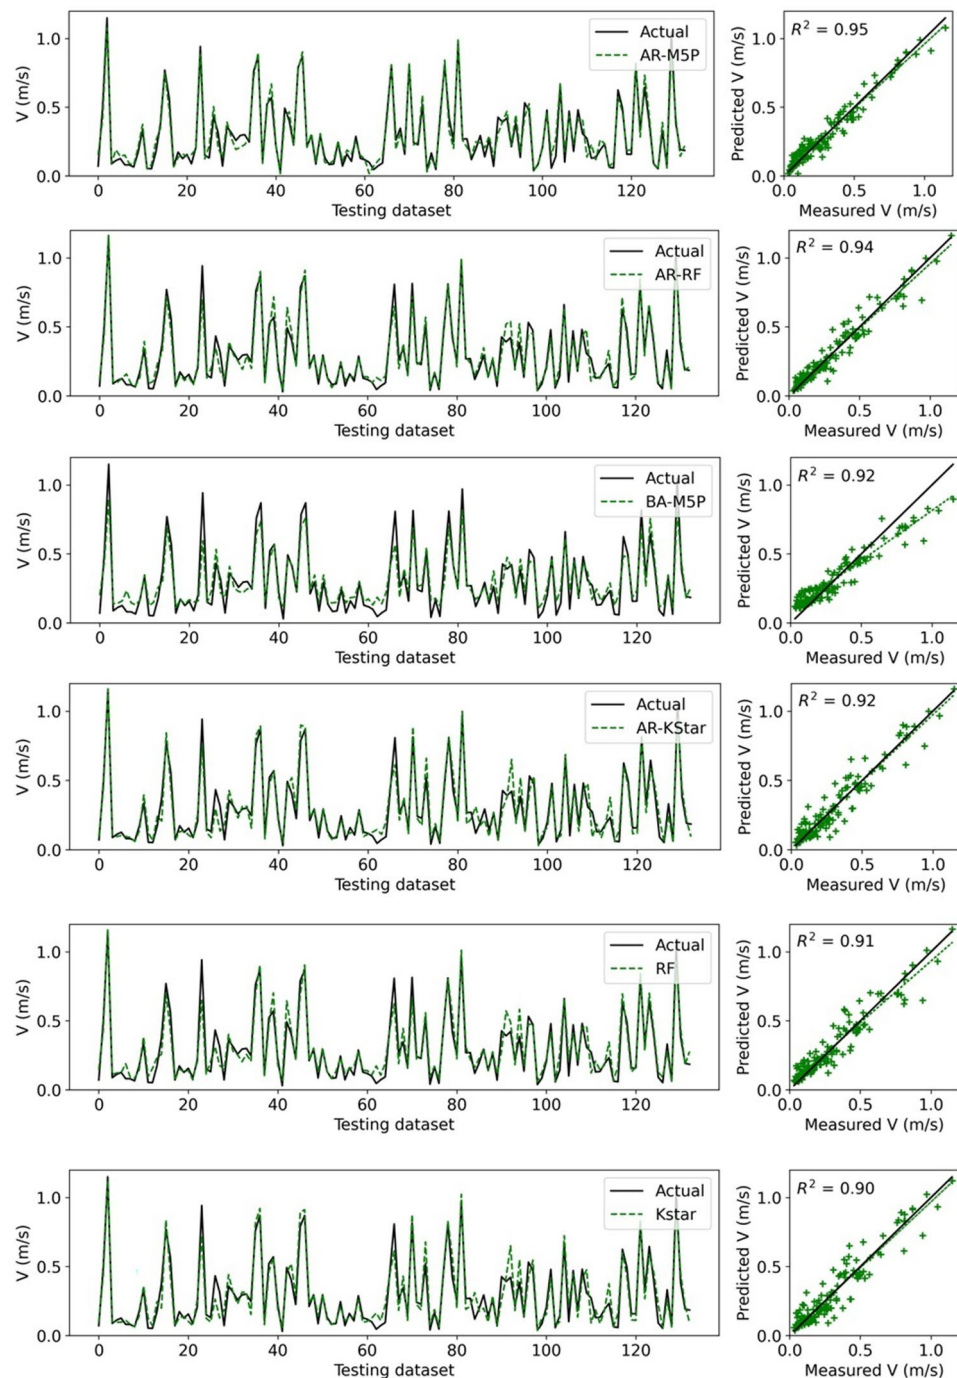 Actual
AR-M5P
V (m/s)
1.0
0.5
0.0
0 20 40 60 80 100 120
Testing dataset
R² = 0.95
Predicted V (m/s)
1.0
0.5
0.0
0.0 0.5 1.0
Measured V (m/s)
Actual
AR-RF
V (m/s)
1.0
0.5
0.0
0 20 40 60 80 100 120
Testing dataset
R² = 0.94
Predicted V (m/s)
1.0
0.5
0.0
0.0 0.5 1.0
Measured V (m/s)
Actual
BA-M5P
V (m/s)
1.0
0.5
0.0
0 20 40 60 80 100 120
Testing dataset
R² = 0.92
Predicted V (m/s)
1.0
0.5
0.0
0.0 0.5 1.0
Measured V (m/s)
Actual
AR-KStar
V (m/s)
1.0
0.5
0.0
0 20 40 60 80 100 120
Testing dataset
R² = 0.92
Predicted V (m/s)
1.0
0.5
0.0
0.0 0.5 1.0
Measured V (m/s)
Actual
RF
V (m/s)
1.0
0.5
0.0
0 20 40 60 80 100 120
Testing dataset
R² = 0.91
Predicted V (m/s)
1.0
0.5
0.0
0.0 0.5 1.0
Measured V (m/s)
Actual
Kstar
V (m/s)
1.0
0.5
0.0
0 20 40 60 80 100 120
Testing dataset
R² = 0.90
Predicted V (m/s)
1.0
0.5
0.0
0.0 0.5 1.0
Measured V (m/s)